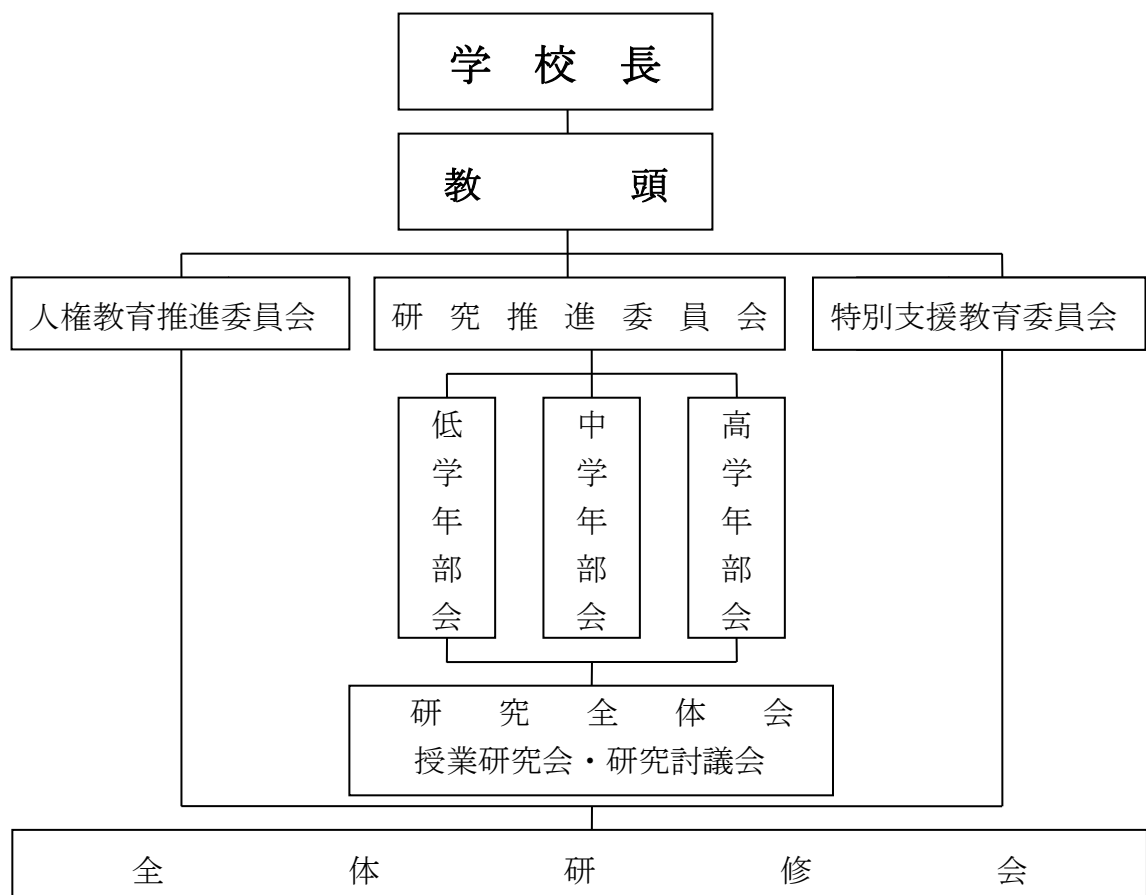 学校長
教頭
人権教育推進委員会
研究推進委員会
特別支援教育委員会
低学年部会
中学年部会
高学年部会
研究全体会
授業研究会・研究討議会
全体研修会